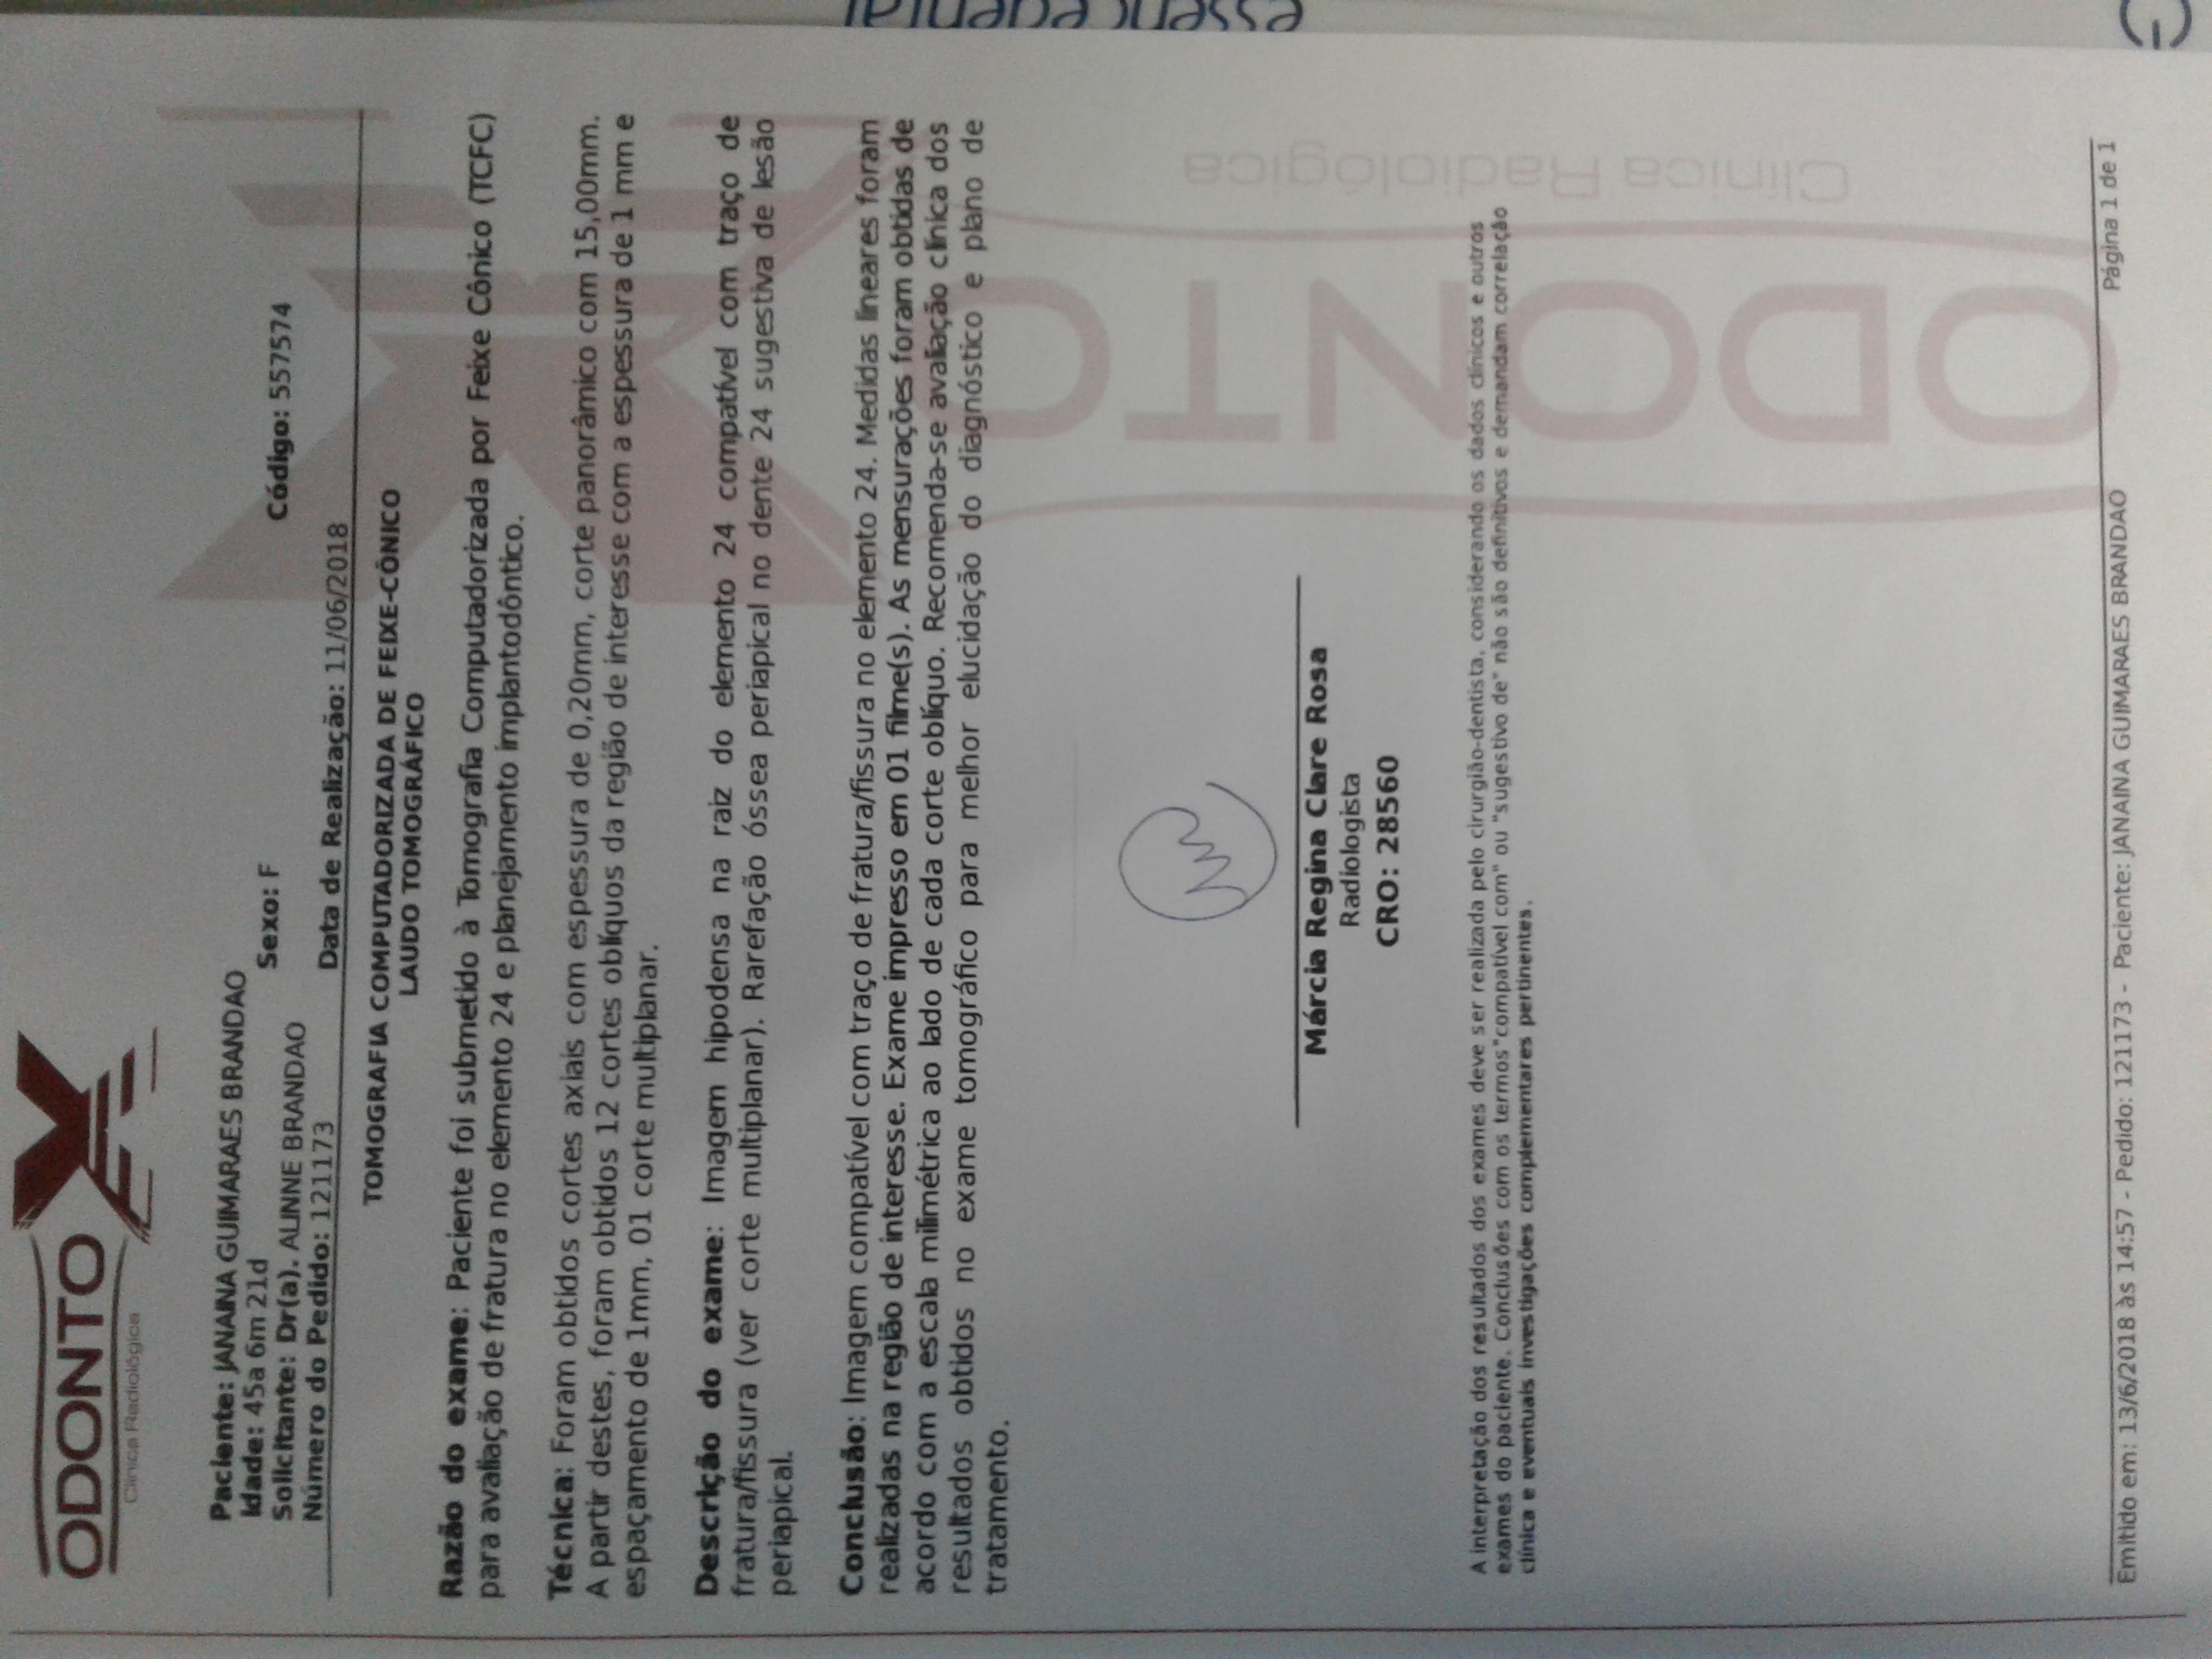 essencedental
ODONTO
Clínica Radiológica
Paciente: JANAINA GUIMARAES BRANDAO
Idade: 45a 6m 21d
Sexo: F
Código: 557574
Solicitante: Dr(a). ALINNE BRANDAO
Número do Pedido: 121173
Data de Realização: 11/06/2018
TOMOGRAFIA COMPUTADORIZADA DE FEIXE-CÔNICO
LAUDO TOMOGRÁFICO
Razão do exame: Paciente foi submetido à Tomografia Computadorizada por Feixe Cônico (TCFC)
para avaliação de fratura no elemento 24 e planejamento implantodôntico.
Técnica: Foram obtidos cortes axiais com espessura de 0,20mm, corte panorâmico com 15,00mm.
A partir destes, foram obtidos 12 cortes oblíquos da região de interesse com a espessura de 1 mm e
espaçamento de 1mm, 01 corte multiplanar.
Descrição do exame: Imagem hipodensa na raiz do elemento 24 compatível com traço de
fratura/fissura (ver corte multiplanar). Rarefação óssea periapical no dente 24 sugestiva de lesão
periapical.
Conclusão: Imagem compatível com traço de fratura/fissura no elemento 24. Medidas lineares foram
realizadas na região de interesse. Exame impresso em 01 filme(s). As mensurações foram obtidas de
acordo com a escala milimétrica ao lado de cada corte oblíquo. Recomenda-se avaliação clínica dos
resultados obtidos no exame tomográfico para melhor elucidação do diagnóstico e plano de
tratamento.
Márcia Regina Clare Rosa
Radiologista
CRO: 28560
A interpretação dos resultados dos exames deve ser realizada pelo cirurgião-dentista, considerando os dados clínicos e outros
exames do paciente. Conclusões com os termos"compatível com" ou "sugestivo de" não são definitivos e demandam correlação
clínica e eventuais investigações complementares pertinentes.
ODONTO
Clínica Radiológica
Emitido em: 13/6/2018 às 14:57 - Pedido: 121173 - Paciente: JANAINA GUIMARAES BRANDAO
Página 1 de 1